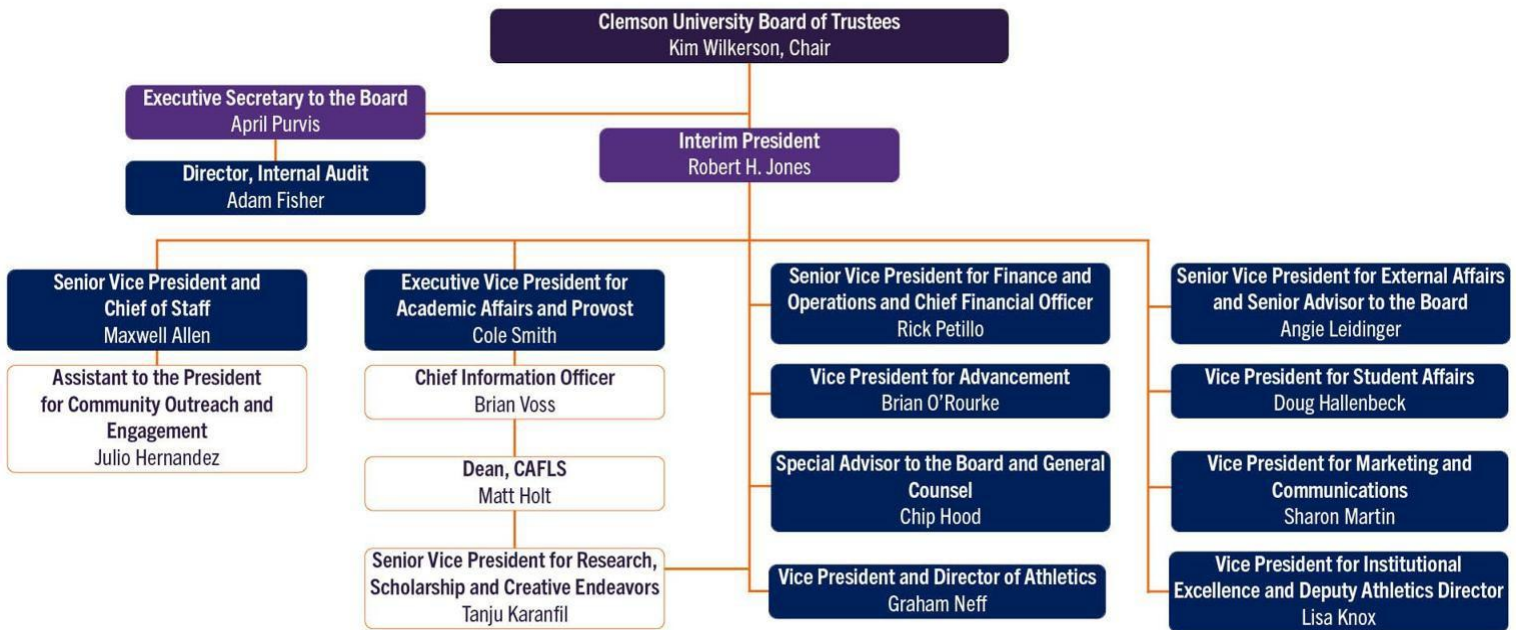 Clemson University Board of Trustees
Kim Wilkerson, Chair
Executive Secretary to the Board
April Purvis
Interim President
Robert H. Jones
Director, Internal Audit
Adam Fisher
Senior Vice President and
Chief of Staff
Maxwell Allen
Assistant to the President
for Community Outreach and
Engagement
Julio Hernandez
Executive Vice President for
Academic Affairs and Provost
Cole Smith
Chief Information Officer
Brian Voss
Dean, CAFLS
Matt Holt
Senior Vice President for Research,
Scholarship and Creative Endeavors
Tanju Karanfil
Senior Vice President for Finance and
Operations and Chief Financial Officer
Rick Petillo
Vice President for Advancement
Brian O’Rourke
Special Advisor to the Board and General
Counsel
Chip Hood
Vice President and Director of Athletics
Graham Neff
Senior Vice President for External Affairs
and Senior Advisor to the Board
Angie Leidinger
Vice President for Student Affairs
Doug Hallenbeck
Vice President for Marketing and
Communications
Sharon Martin
Vice President for Institutional
Excellence and Deputy Athletics Director
Lisa Knox